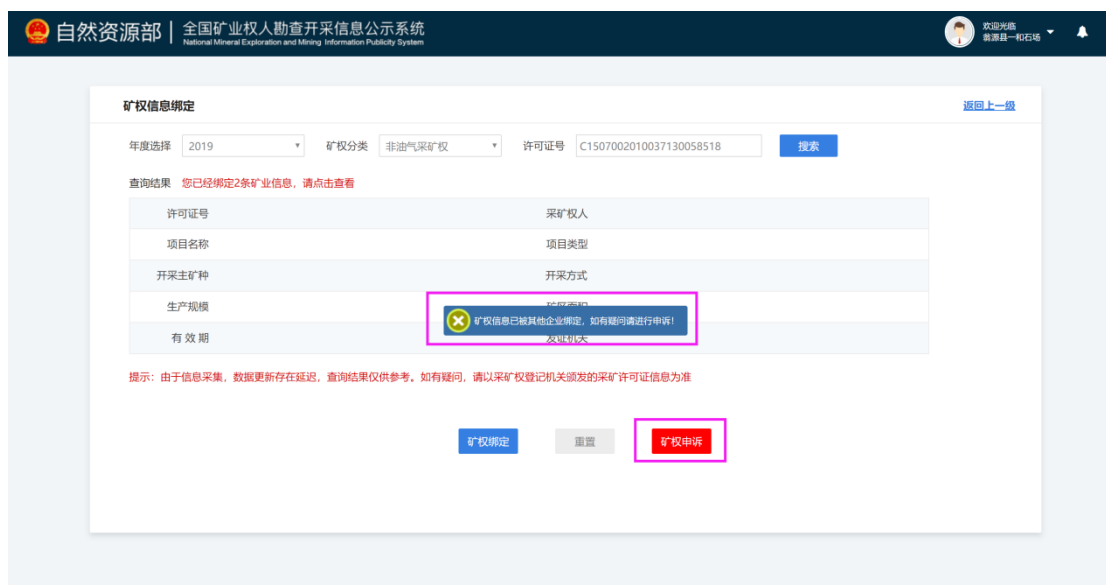 自然资源部
全国矿业权人勘查开采信息公示系统
National Mineral Exploration and Mining Information Publicity System
欢迎光临
翁源县一和石场
矿权信息绑定
返回上一级
年度选择 2019 矿权分类 非油气采矿权 许可证号 C1507002010037130058518 搜索
查询结果 您已经绑定2条矿业信息，请点击查看
许可证号 采矿权人
项目名称 项目类型
开采主矿种 开采方式
生产规模
矿权信息已被其他企业绑定，如有疑问请进行申诉！
有 效 期 发证机关
提示：由于信息采集，数据更新存在延迟，查询结果仅供参考。如有疑问，请以采矿权登记机关颁发的采矿许可证信息为准
矿权绑定 重置 矿权申诉